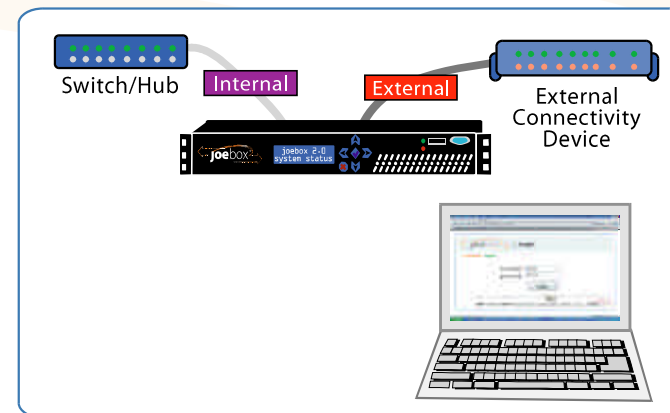 Switch/Hub
Internal
External
External
Connectivity
Device
joebox
joebox 2.0
system status